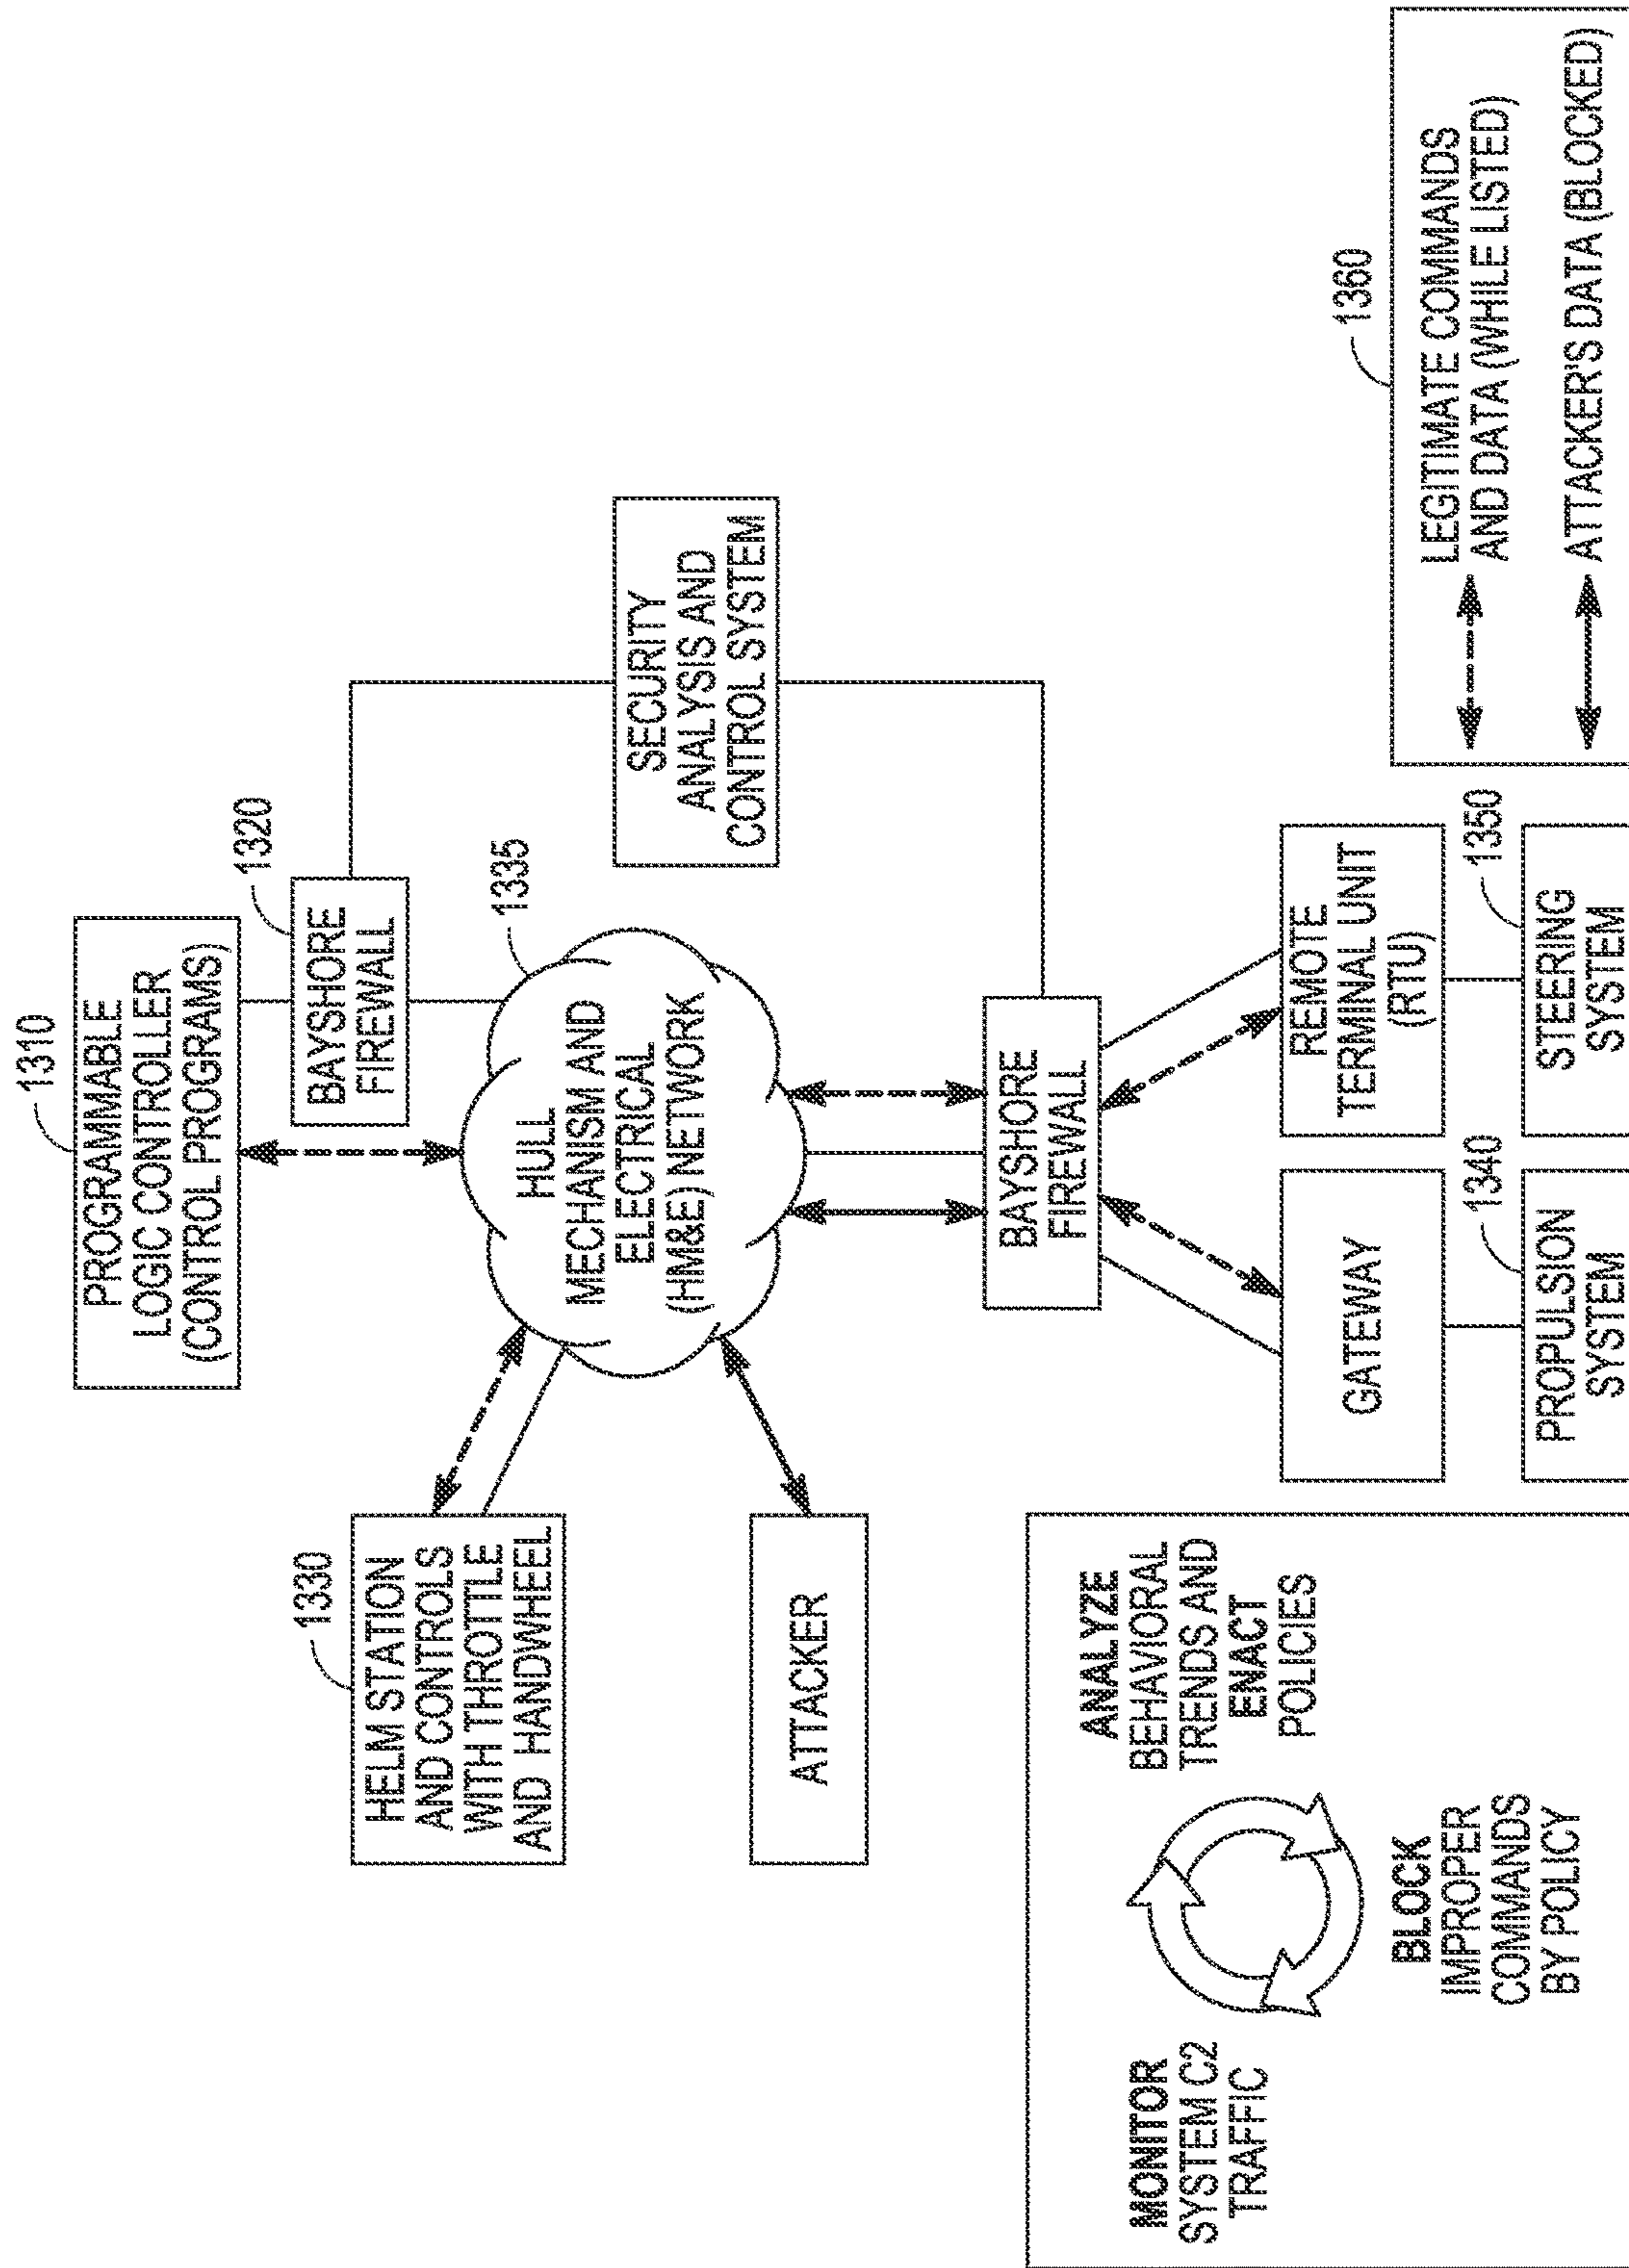 1310
PROGRAMMABLE
LOGIC CONTROLLER
(CONTROL PROGRAMS)
1320
BAYSHORE
FIREWALL
1330
HELM STATION
AND CONTROLS
WITH THROTTLE
AND HANDWHEEL
1335
HULL
MECHANISM AND
ELECTRICAL
(HM&E) NETWORK
SECURITY
ANALYSIS AND
CONTROL SYSTEM
ATTACKER
BAYSHORE
FIREWALL
GATEWAY
REMOTE
TERMINAL UNIT
(RTU)
1340
PROPULSION
SYSTEM
1350
STEERING
SYSTEM
MONITOR
SYSTEM C2
TRAFFIC
ANALYZE
BEHAVIORAL
TRENDS AND
ENACT
POLICIES
BLOCK
IMPROPER
COMMANDS
BY POLICY
1360
LEGITIMATE COMMANDS
AND DATA (WHILE LISTED)
ATTACKER'S DATA (BLOCKED)